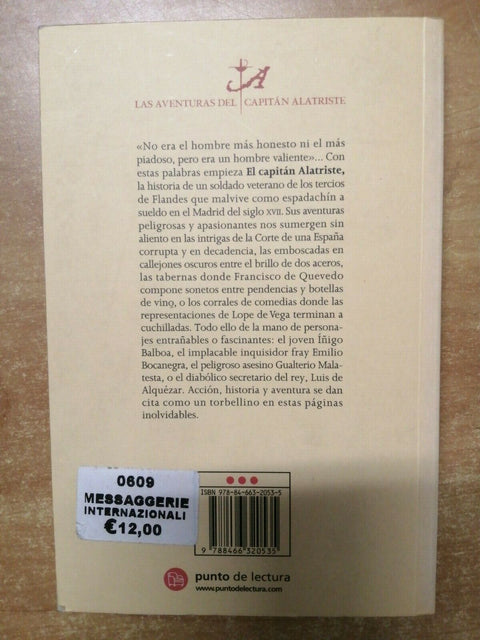 LAS AVENTURAS DEL CAPITÁN ALATRISTE
«No era el hombre más honesto ni el más
piadoso, pero era un hombre valiente»... Con
estas palabras empieza El capitán Alatriste,
la historia de un soldado veterano de los tercios
de Flandes que malvive como espadachín a
sueldo en el Madrid del siglo XVII. Sus aventuras
peligrosas y apasionantes nos sumergen sin
aliento en las intrigas de la Corte de una España
corrupta y en decadencia, las emboscadas en
callejones oscuros entre el brillo de dos aceros,
las tabernas donde Francisco de Quevedo
compone sonetos entre pendencias y botellas
de vino, o los corrales de comedias donde las
representaciones de Lope de Vega terminan a
cuchilladas. Todo ello de la mano de persona-
jes entrañables o fascinantes: el joven Íñigo
Balboa, el implacable inquisidor fray Emilio
Bocanegra, el peligroso asesino Gualterio Mala-
testa, o el diabólico secretario del rey, Luis de
Alquézar. Acción, historia y aventura se dan
cita como un torbellino en estas páginas
inolvidables.
0609
MESSAGGERIE
INTERNAZIONALI
€12,00
ISBN 978-84-663-2053-5
9 788466 320535
punto de lectura
www.puntodelectura.com